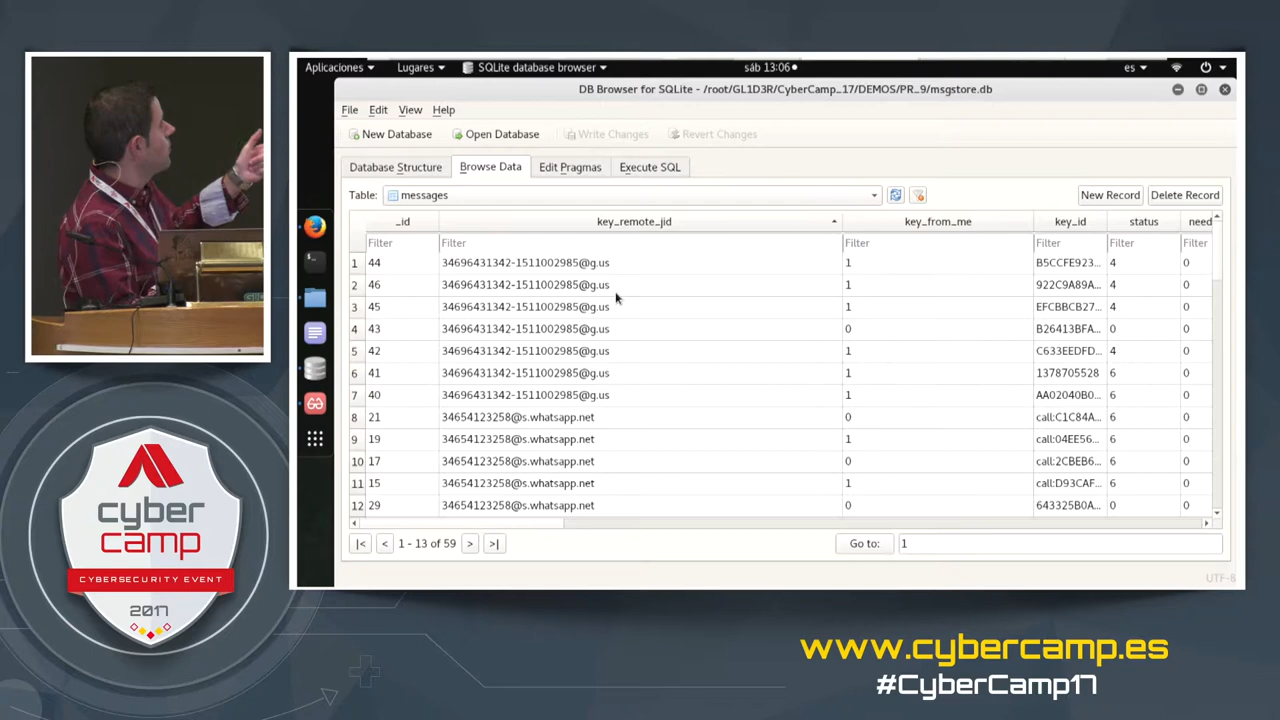 Aplicaciones Lugares SQLite database browser sáb 13:06 es
DB Browser for SQLite - /root/GL1D3R/CyberCamp_17/DEMOS/PR_9/msgstore.db
File Edit View Help
New Database Open Database Write Changes Revert Changes
Database Structure Browse Data Edit Pragmas Execute SQL
Table: messages New Record Delete Record
_id key_remote_jid key_from_me key_id status need
Filter Filter Filter Filter Filter Filter
1 44 34696431342-1511002985@g.us 1 B5CCFE923... 4 0
2 46 34696431342-1511002985@g.us 1 922C9A89A... 4 0
3 45 34696431342-1511002985@g.us 1 EFCBBCB27... 4 0
4 43 34696431342-1511002985@g.us 0 B26413BFA... 0 0
5 42 34696431342-1511002985@g.us 1 C633EEDFD... 4 0
6 41 34696431342-1511002985@g.us 1 1378705528 6 0
7 40 34696431342-1511002985@g.us 1 AA02040B0... 6 0
8 21 34654123258@s.whatsapp.net 0 call:C1C84A... 6 0
9 19 34654123258@s.whatsapp.net 1 call:04EE56... 6 0
10 17 34654123258@s.whatsapp.net 0 call:2CBEB6... 6 0
11 15 34654123258@s.whatsapp.net 1 call:D93CAF... 6 0
12 29 34654123258@s.whatsapp.net 0 643325B0A... 0 0
|< < 1 - 13 of 59 > >| Go to: 1
UTF-8
cyber
camp
CYBERSECURITY EVENT
2017
www.cybercamp.es
#CyberCamp17